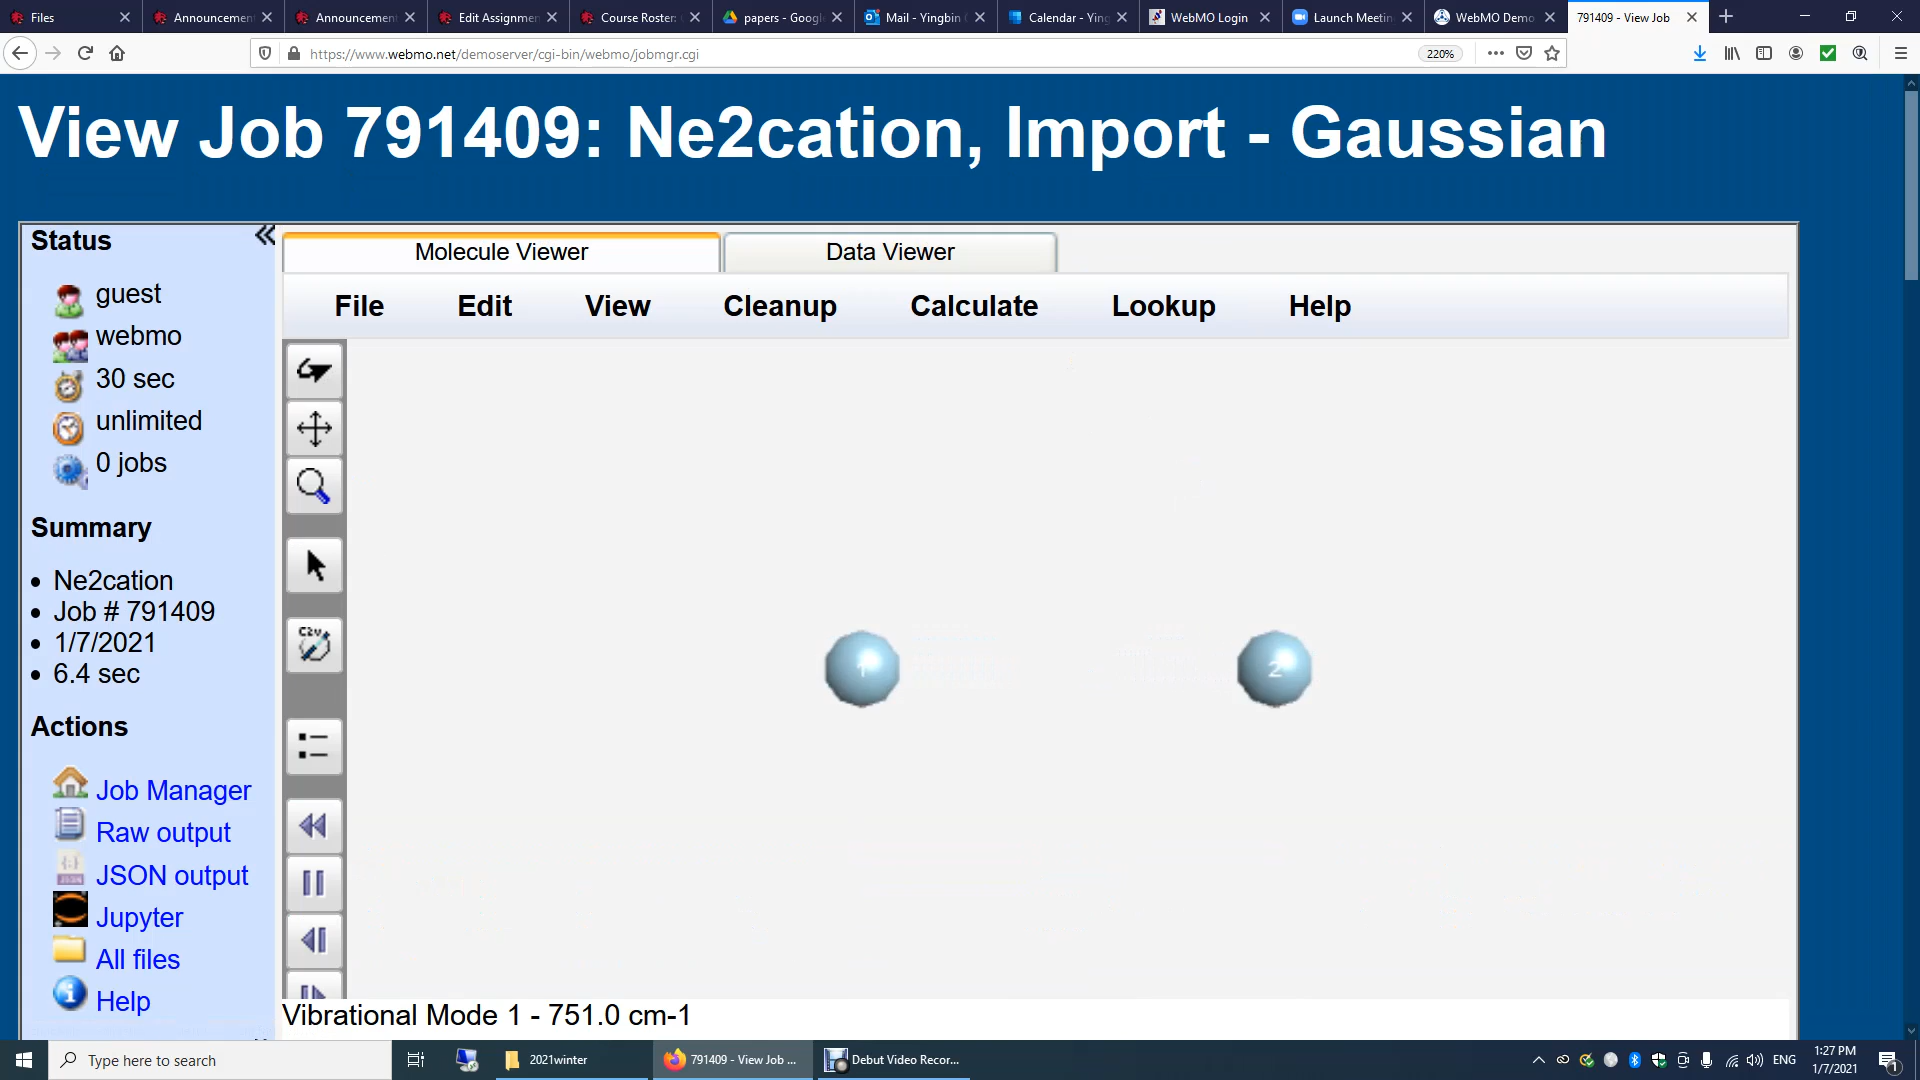 Files
Announcement
Announcement
Edit Assignmen
Course Roster:
papers - Googl
Mail - Yingbin
Calendar - Ying
WebMO Login
Launch Meetin
WebMO Demo
791409 - View Job
https://www.webmo.net/demoserver/cgi-bin/webmo/jobmgr.cgi
220%
View Job 791409: Ne2cation, Import - Gaussian
Status
guest
webmo
30 sec
unlimited
0 jobs
Summary
Ne2cation
Job # 791409
1/7/2021
6.4 sec
Actions
Job Manager
Raw output
JSON output
Jupyter
All files
Help
Molecule Viewer
Data Viewer
File Edit View Cleanup Calculate Lookup Help
C2v
1
2
Vibrational Mode 1 - 751.0 cm-1
Type here to search
2021winter
791409 - View Job ...
Debut Video Recor...
ENG
1:27 PM
1/7/2021
1